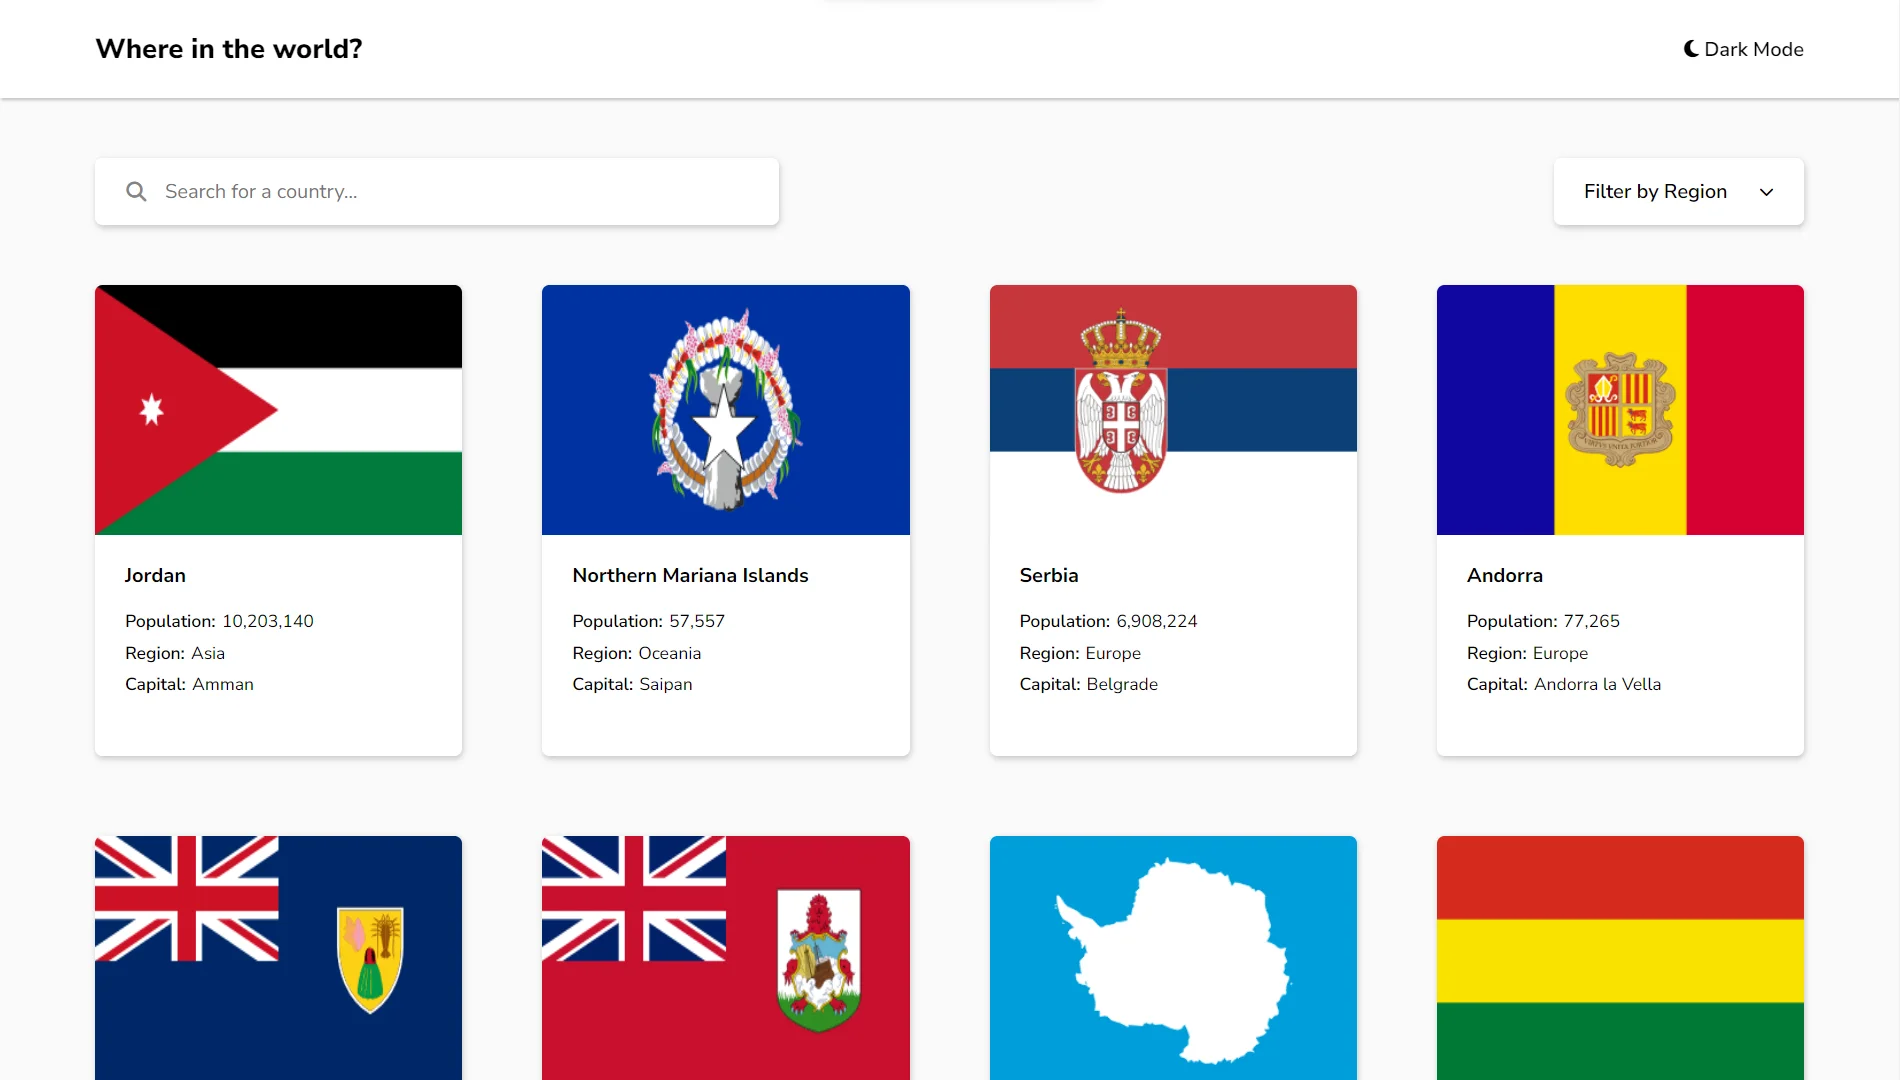 Where in the world?
Dark Mode
Search for a country...
Filter by Region
Jordan
Population: 10,203,140
Region: Asia
Capital: Amman
Northern Mariana Islands
Population: 57,557
Region: Oceania
Capital: Saipan
Serbia
Population: 6,908,224
Region: Europe
Capital: Belgrade
Andorra
Population: 77,265
Region: Europe
Capital: Andorra la Vella